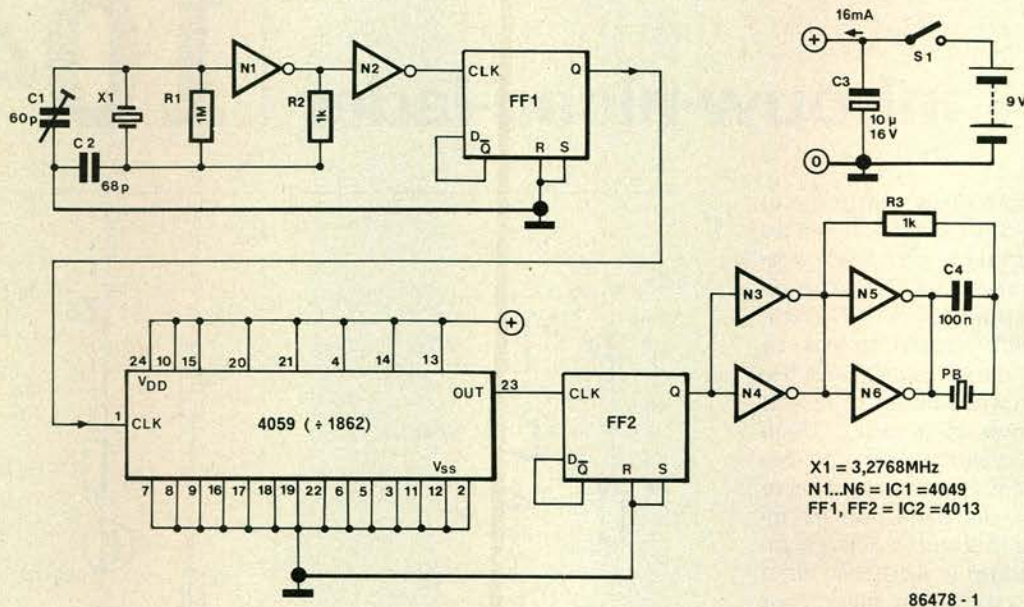 C1
60p
X1
R1
1M
C2
68p
N1
R2
1k
N2
CLK
Q
FF1
D
Q̅
R
S
16mA
+
S1
C3
10µ
16V
9V
0
R3
1k
N3
N5
C4
100n
N4
N6
PB
+
24 10 15 20 21 4 14 13
VDD
1
CLK
4059 (÷1862)
OUT
23
VSS
7 8 9 16 17 18 19 22 6 5 3 11 12 2
CLK
Q
FF2
D
Q̅
R
S
X1 = 3,2768MHz
N1...N6 = IC1 = 4049
FF1, FF2 = IC2 = 4013
86478 - 1